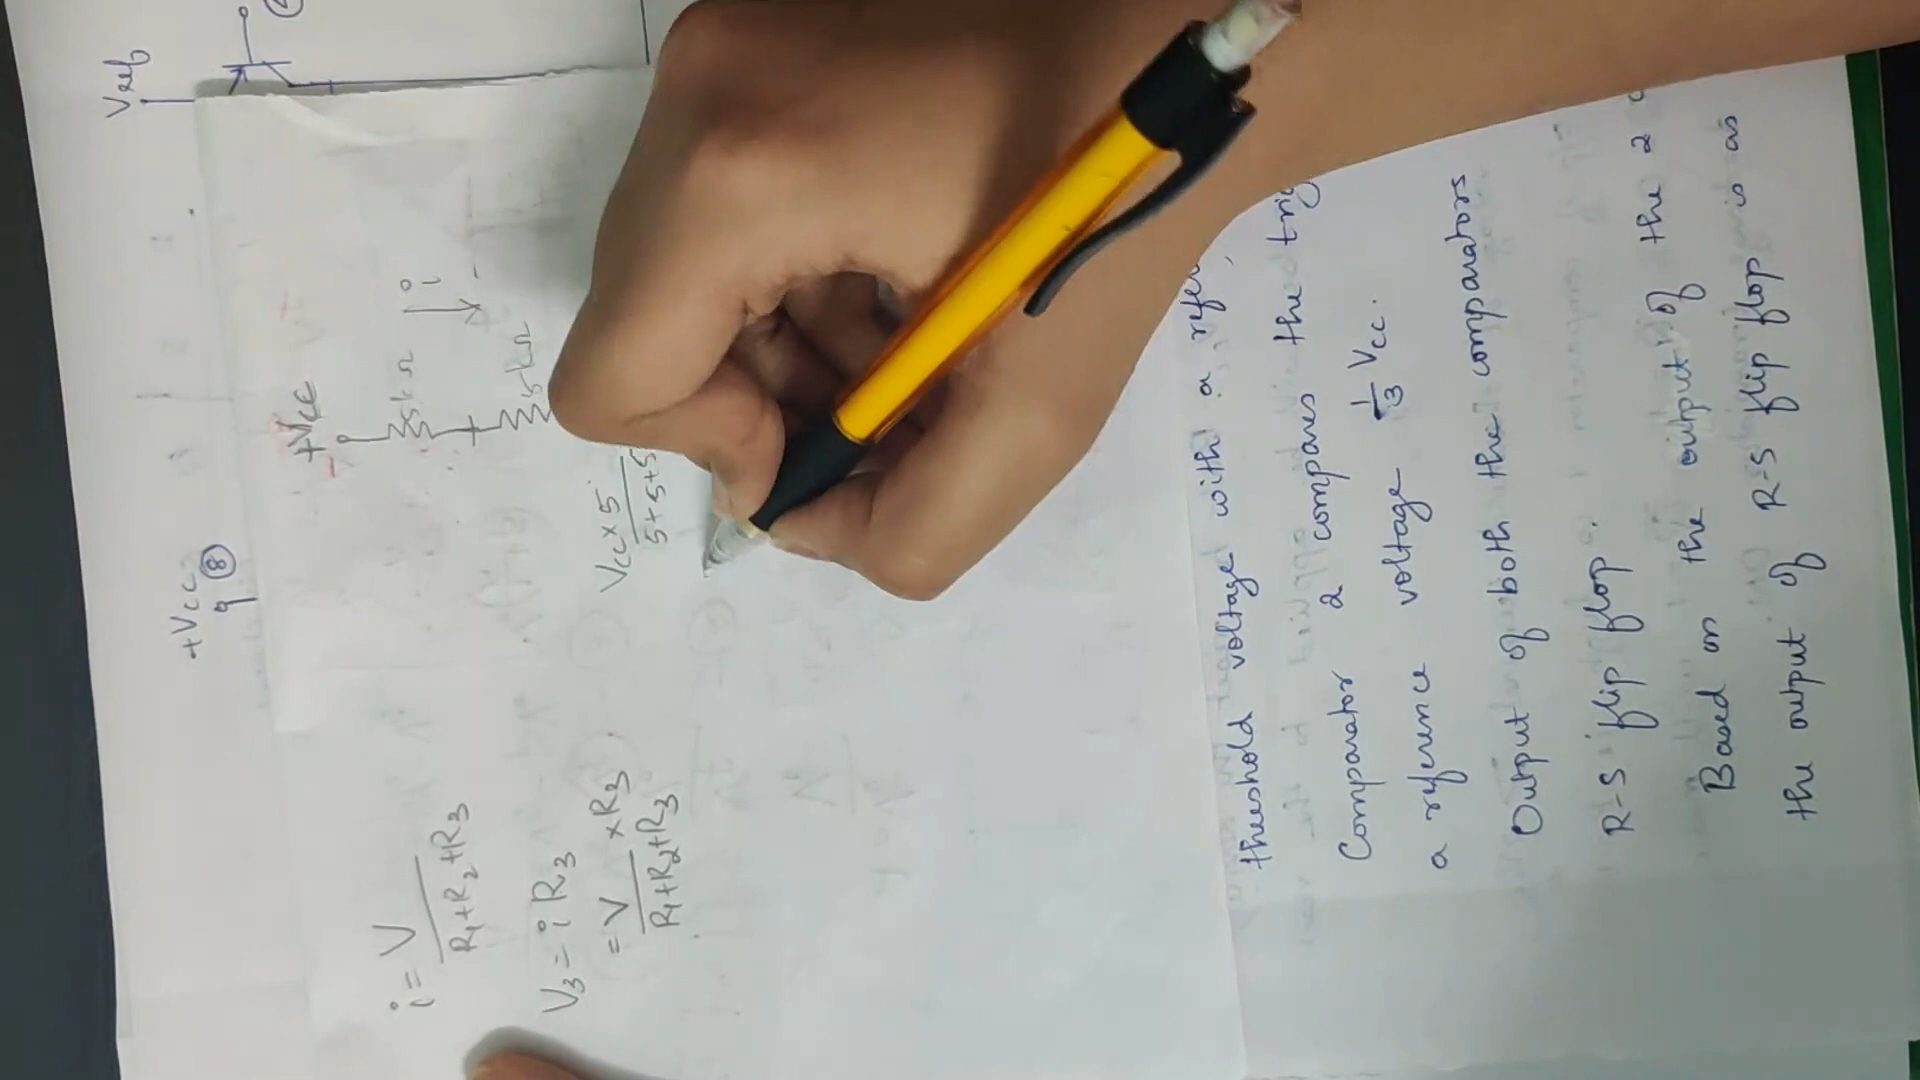 Vref
+Vcc
8
+Vcc
5kΩ
i
5kΩ
Vcc × 5
5+5+5
i = V
R1+R2+R3
V3 = i R3
= V × R3
R1+R2+R3
threshold voltage with a
Comparator 2 compares the
a reference voltage 1/3 Vcc.
Output of both the comparators
R-S flip flop.
Based on the output of the 2
the output of R-S flip flop is as